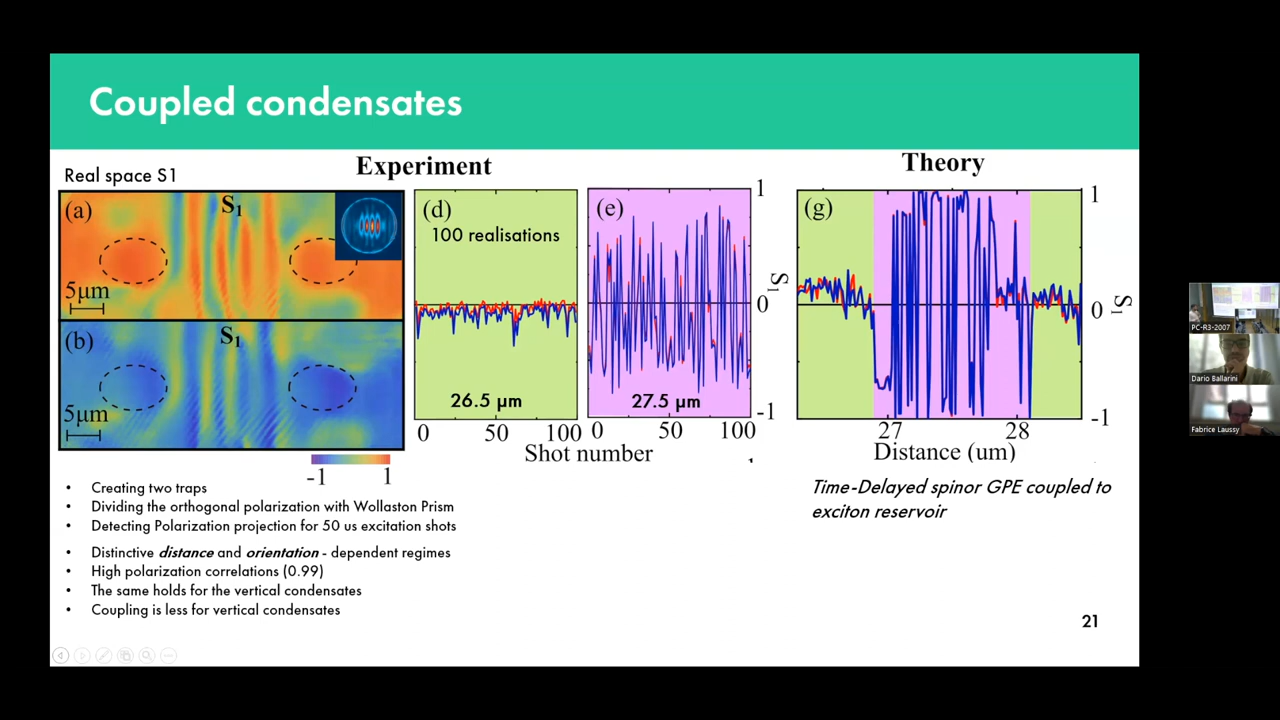 Coupled condensates
Real space S1
Experiment
Theory
(a)
S₁
5μm
(b)
S₁
5μm
-1 1
(d)
100 realisations
26.5 μm
(e)
27.5 μm
1
0
-1
S₁
0 50 100 0 50 100
Shot number
(g)
1
0
-1
S₁
27 28
Distance (um)
Time-Delayed spinor GPE coupled to
exciton reservoir
• Creating two traps
• Dividing the orthogonal polarization with Wollaston Prism
• Detecting Polarization projection for 50 us excitation shots
• Distinctive distance and orientation - dependent regimes
• High polarization correlations (0.99)
• The same holds for the vertical condensates
• Coupling is less for vertical condensates
21
PC-R3-2007
Dario Ballarini
Fabrice Laussy